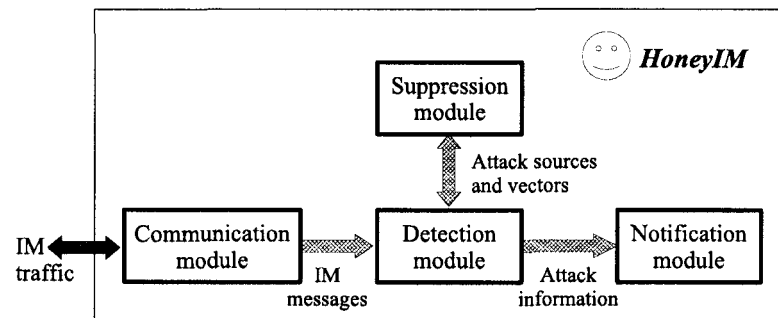 HoneyIM
Suppression
module
Attack sources
and vectors
IM
traffic
Communication
module
IM
messages
Detection
module
Attack
information
Notification
module